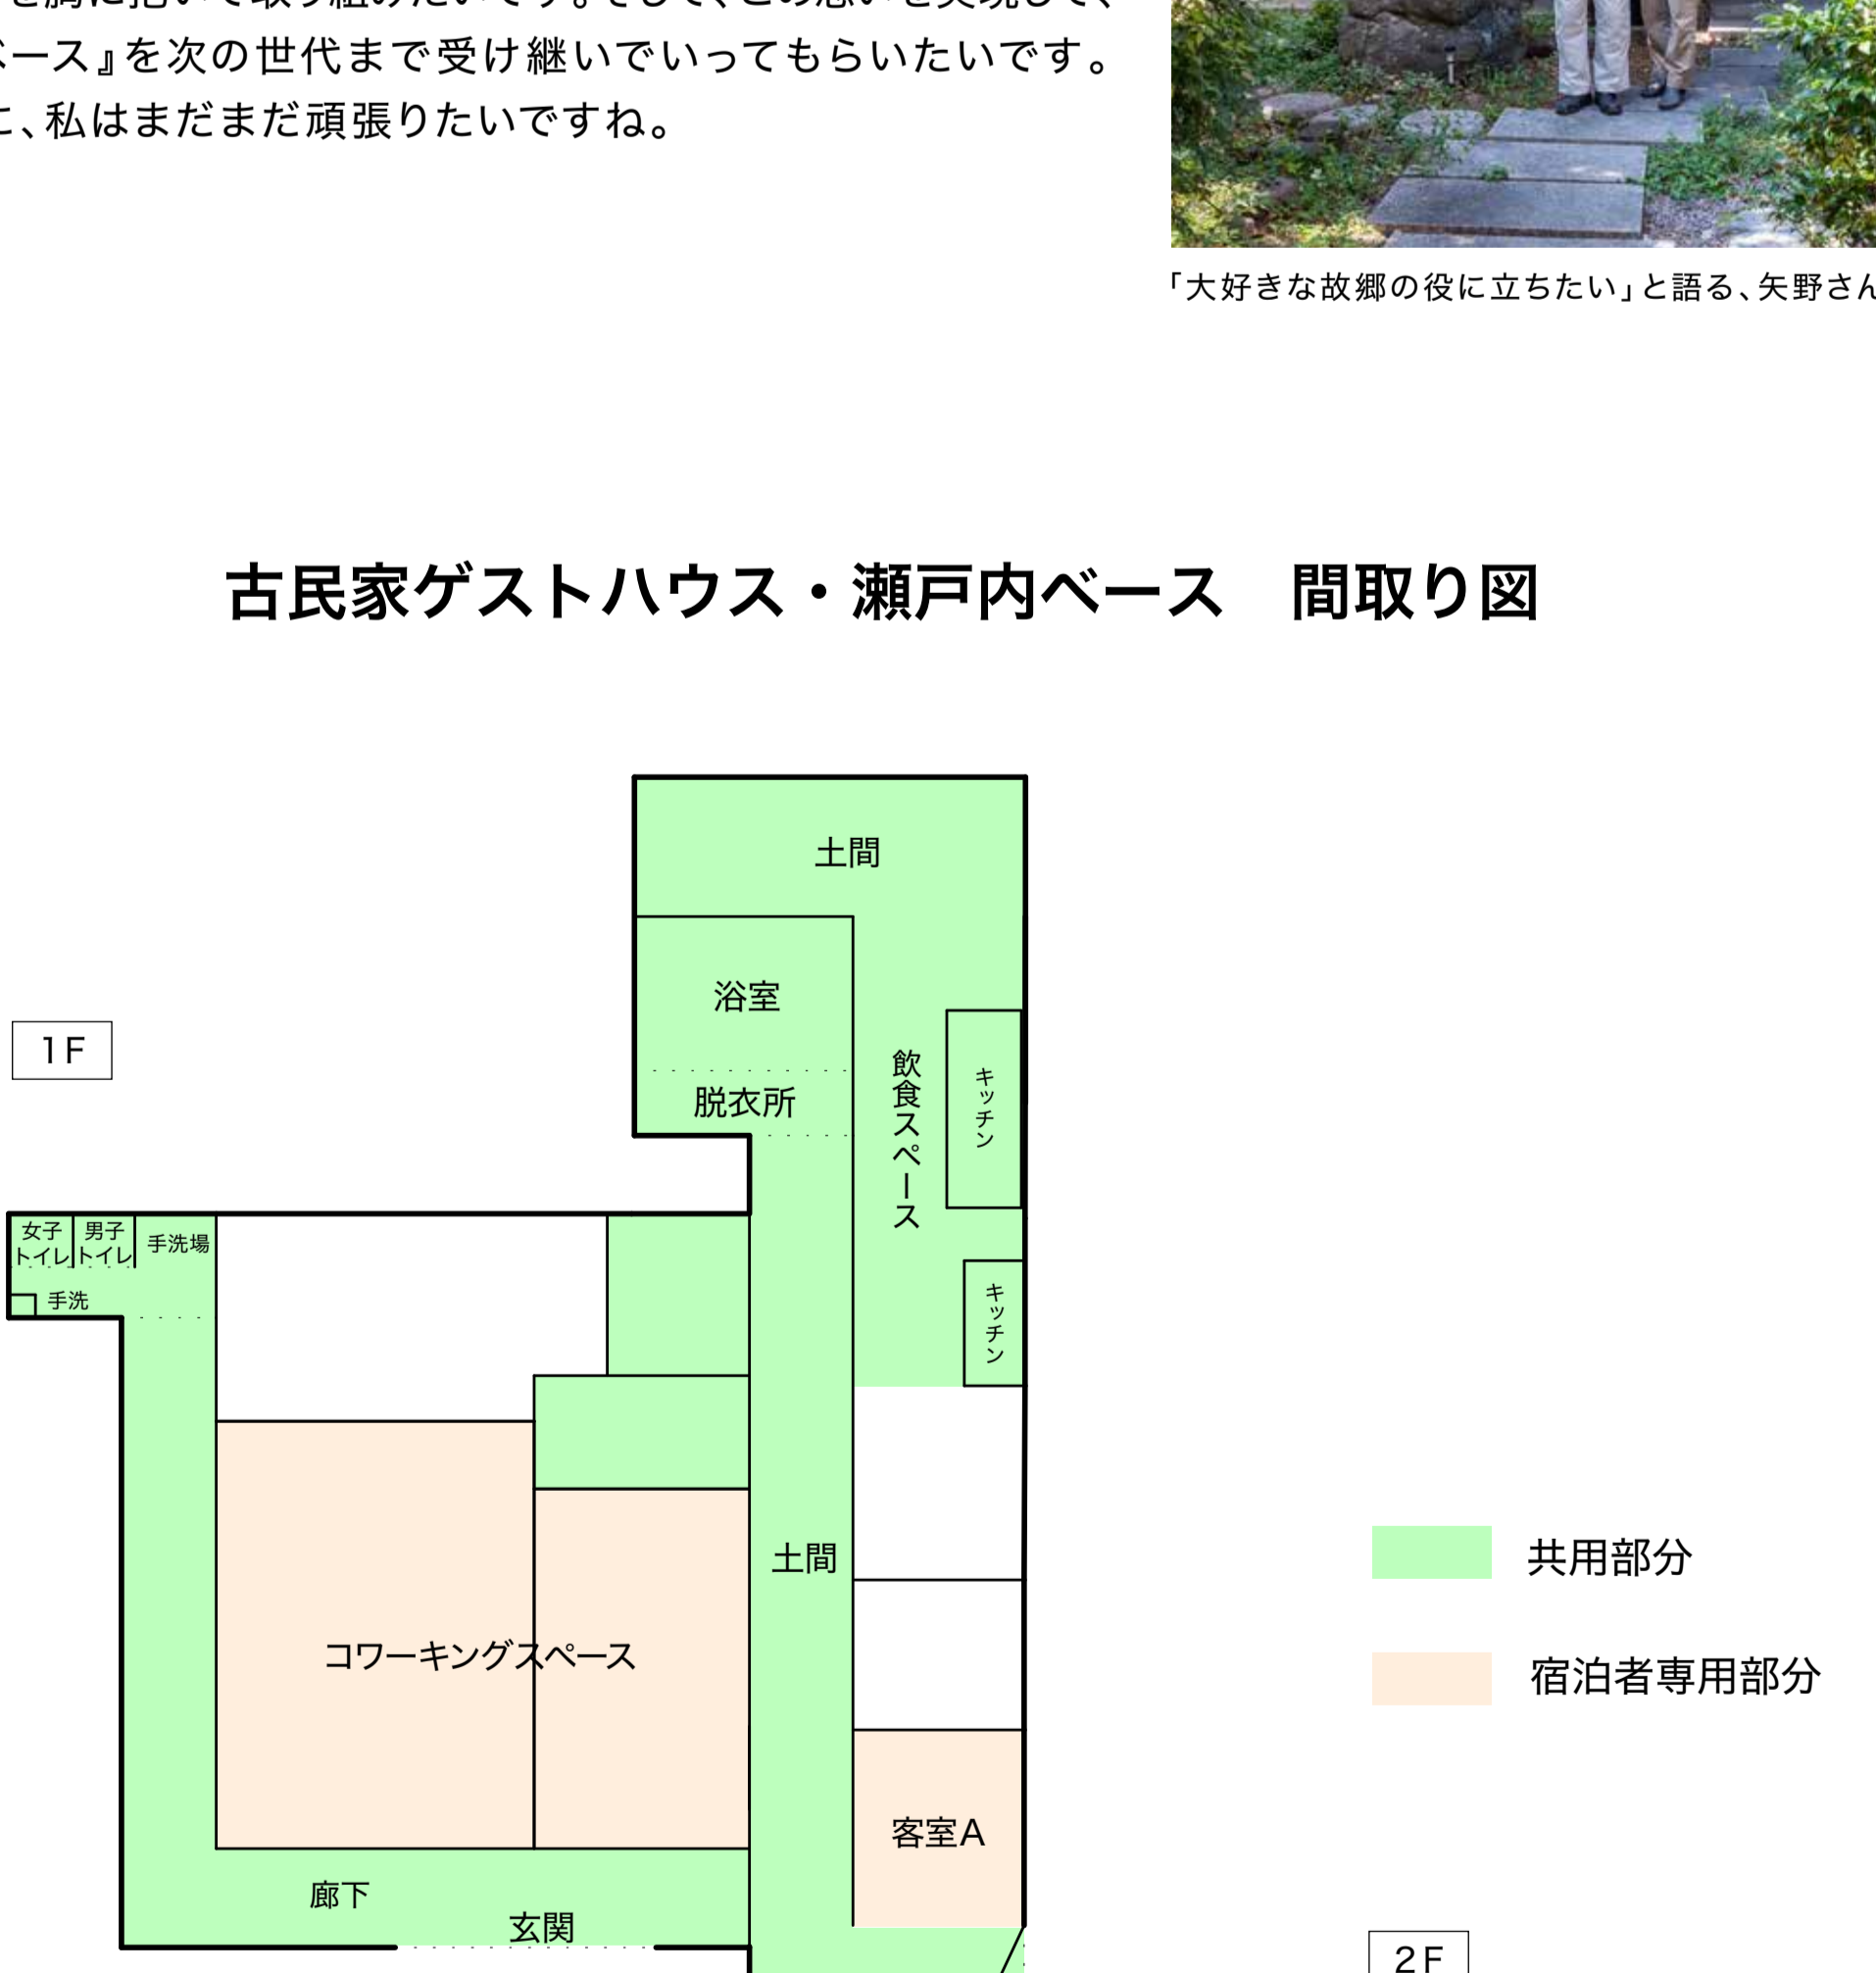 ベース』を次の世代まで受け継いでいってもらいたいです。
に、私はまだまだ頑張りたいですね。
「大好きな故郷の役に立ちたい」と語る、矢野さん
古民家ゲストハウス・瀬戸内ベース　間取り図
土間
浴室
1F
脱衣所
飲食スペース
キッチン
女子
トイレ
男子
トイレ
手洗場
手洗
キッチン
土間
共用部分
コワーキングスペース
宿泊者専用部分
客室A
廊下
玄関
2F